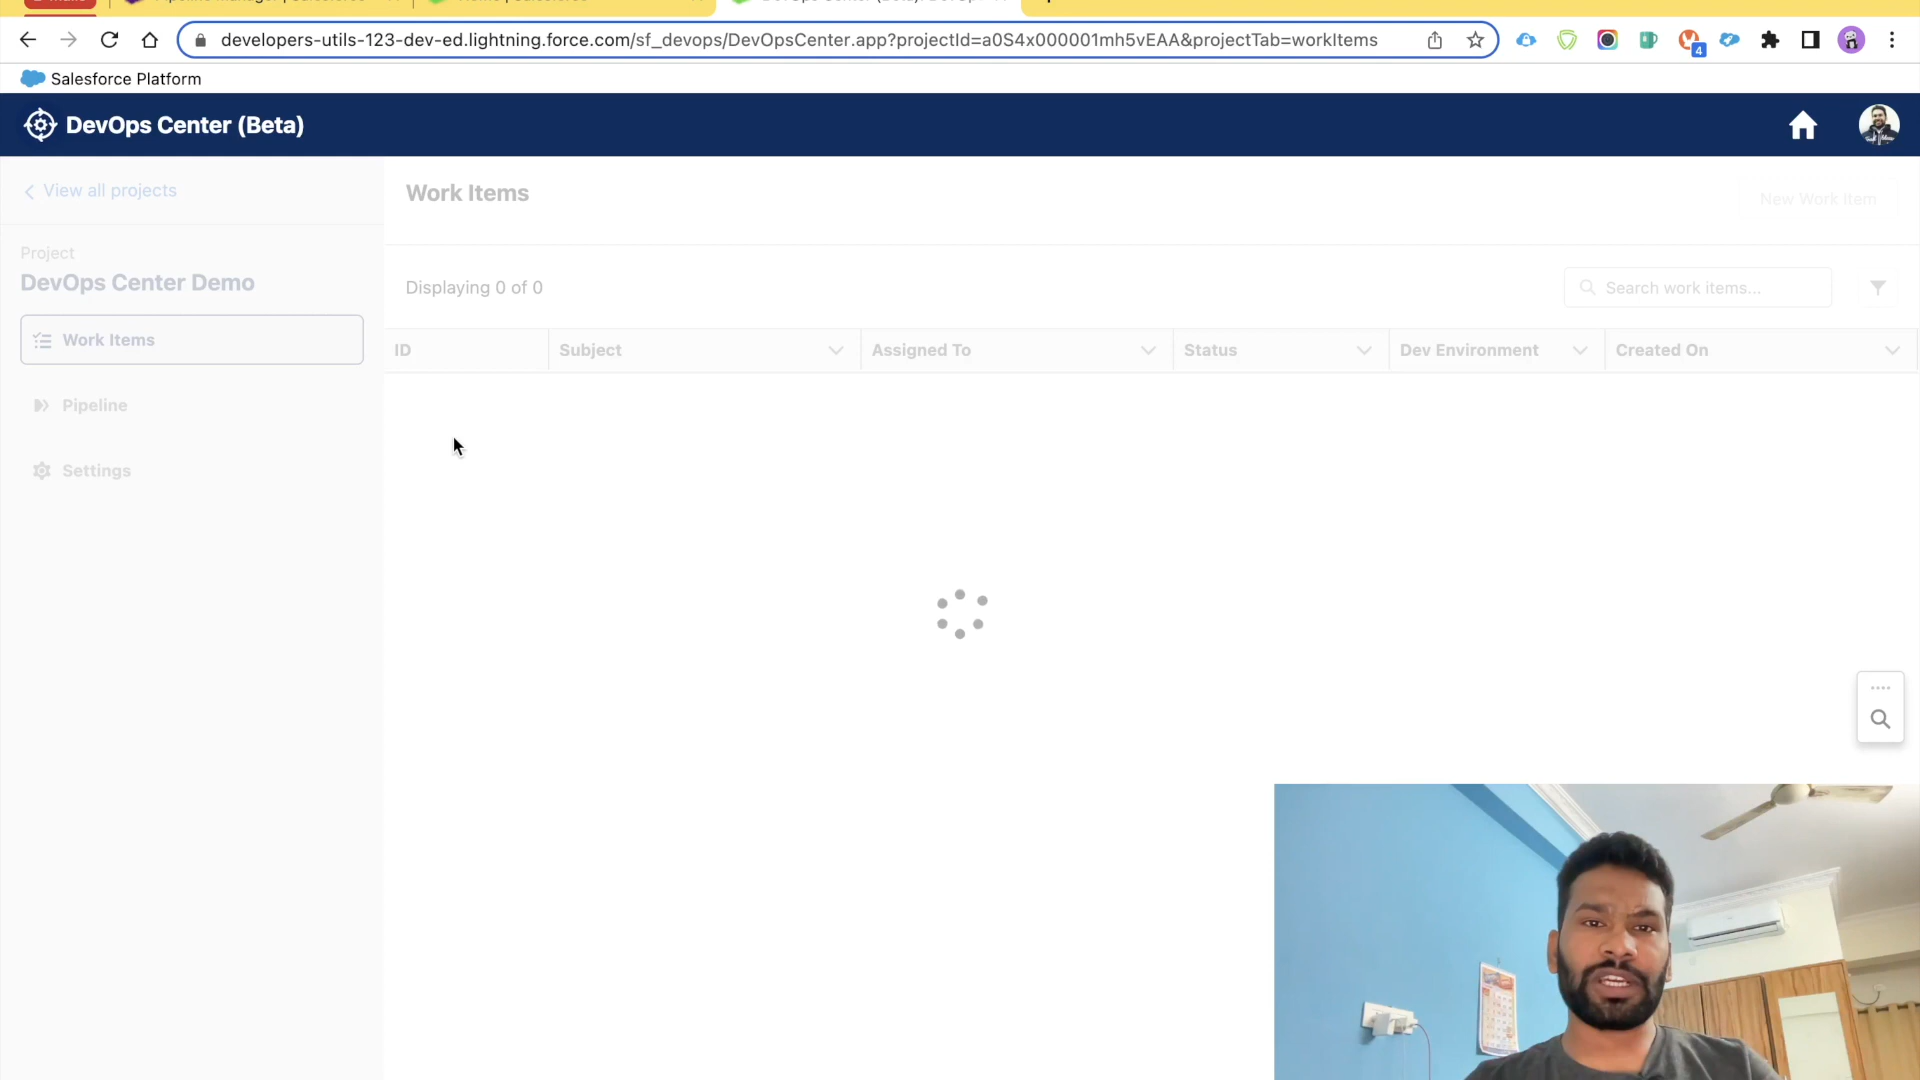 developers-utils-123-dev-ed.lightning.force.com/sf_devops/DevOpsCenter.app?projectId=a0S4x000001mh5vEAA&projectTab=workItems
4
Salesforce Platform
DevOps Center (Beta)
View all projects
Work Items
New Work Item
Project
DevOps Center Demo
Displaying 0 of 0
Search work items...
Work Items
ID
Subject
Assigned To
Status
Dev Environment
Created On
Pipeline
Settings